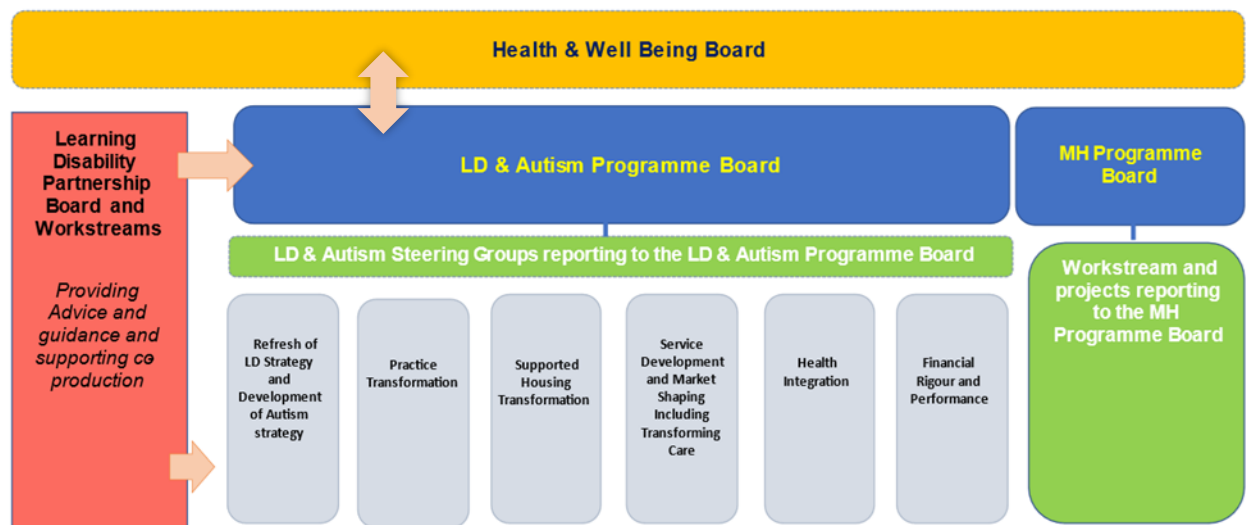 Health & Well Being Board
Learning
Disability
Partnership
Board and
Workstreams
Providing
Advice and
guidance and
supporting co
production
LD & Autism Programme Board
MH Programme
Board
LD & Autism Steering Groups reporting to the LD & Autism Programme Board
Workstream and
projects reporting
to the MH
Programme Board
Refresh of
LD Strategy
and
Development
of Autism
strategy
Practice
Transformation
Supported
Housing
Transformation
Service
Development
and Market
Shaping
Including
Transforming
Care
Health
Integration
Financial
Rigour and
Performance